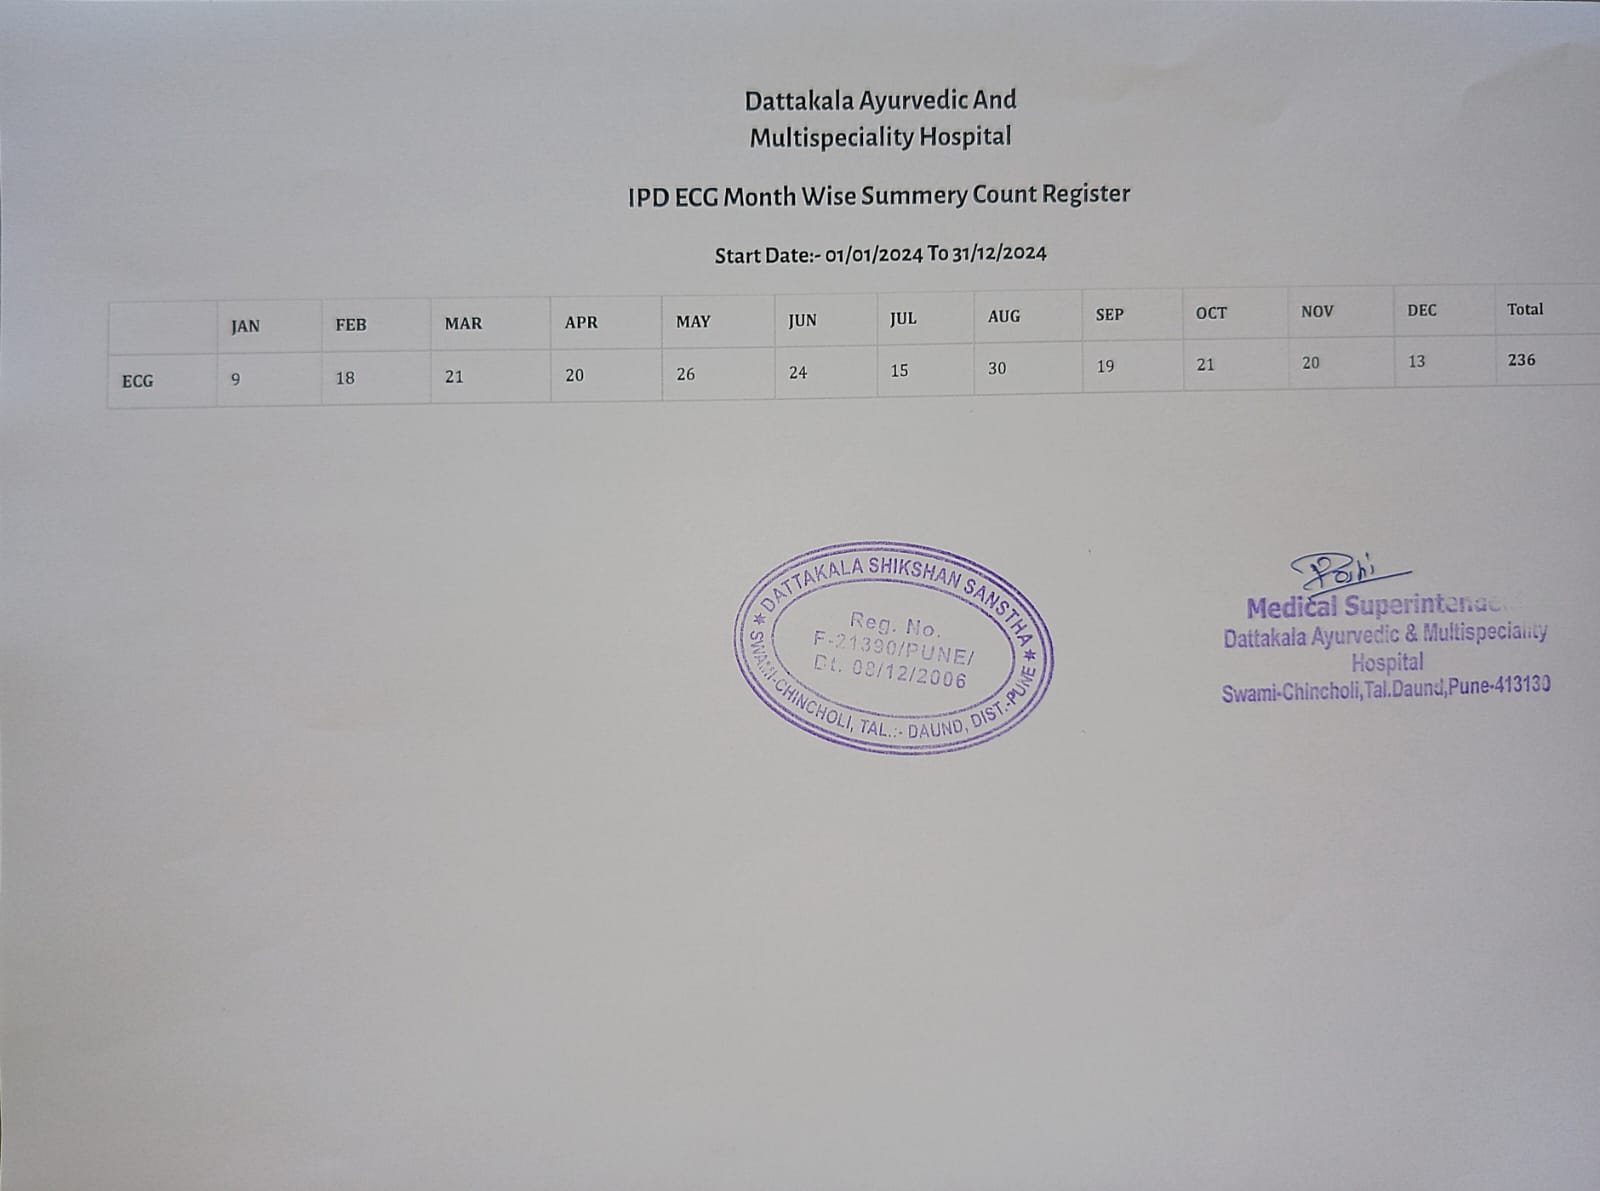 Dattakala Ayurvedic And
Multispeciality Hospital
IPD ECG Month Wise Summery Count Register
Start Date:- 01/01/2024 To 31/12/2024
JAN FEB MAR APR MAY JUN JUL AUG SEP OCT NOV DEC Total
ECG 9 18 21 20 26 24 15 30 19 21 20 13 236
★ DATTAKALA SHIKSHAN SANSTHA ★
Reg. No.
F-21390/PUNE/
Dt. 08/12/2006
SWAMI-CHINCHOLI, TAL.:- DAUND, DIST.-PUNE
Medical
Dattakala Ayurvedic & Multispeciality
Hospital
Swami-Chincholi,Tal.Daund,Pune-413130